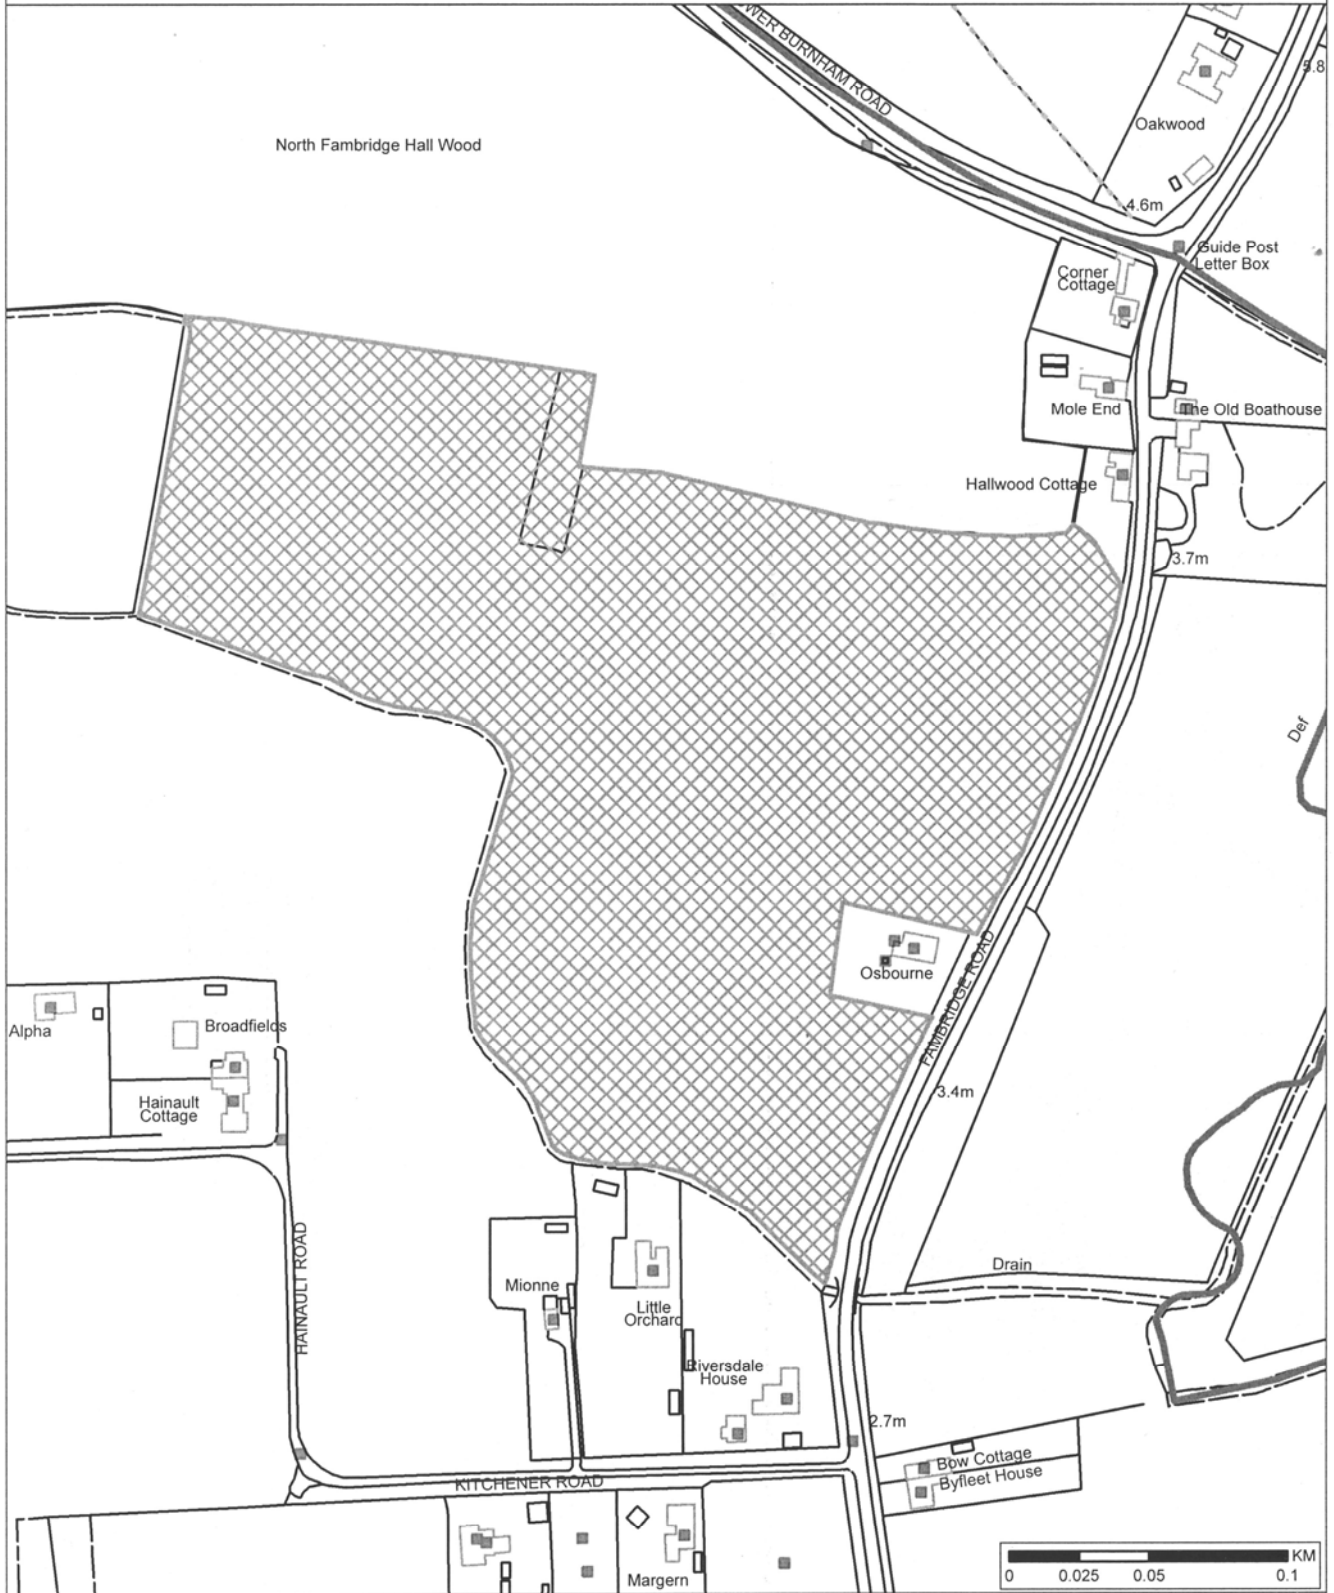 WER BURNHAM ROAD
5.8
Oakwood
North Fambridge Hall Wood
4.6m
Guide Post
Letter Box
Corner
Cottage
Mole End
The Old Boathouse
Hallwood Cottage
3.7m
Def
Osbourne
FAMBRIDGE ROAD
Alpha
Broadfields
3.4m
Hainault
Cottage
HAINAULT ROAD
Drain
Mionne
Little
Orchard
Riversdale
House
2.7m
Bow Cottage
Byfleet House
KITCHENER ROAD
Margern
KM
0 0.025 0.05 0.1